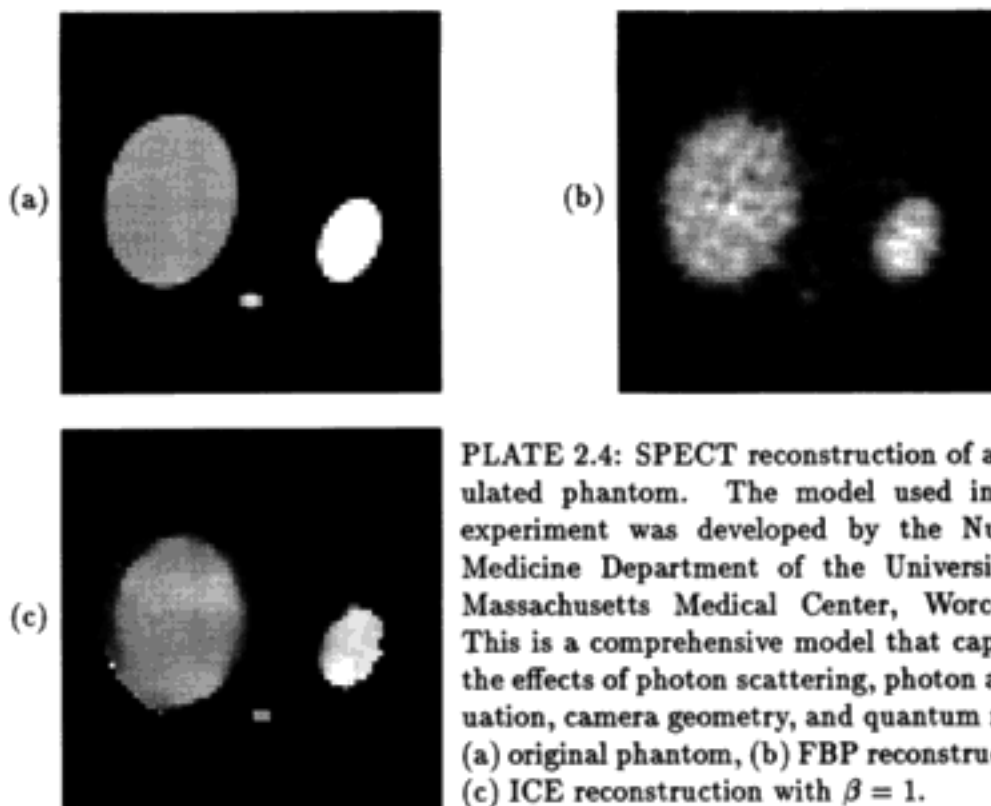 (a)
(b)
(c)
PLATE 2.4: SPECT reconstruction of a
ulated phantom. The model used in
experiment was developed by the Nu
Medicine Department of the Universi
Massachusetts Medical Center, Worc
This is a comprehensive model that cap
the effects of photon scattering, photon a
uation, camera geometry, and quantum
(a) original phantom, (b) FBP reconstruc
(c) ICE reconstruction with β = 1.